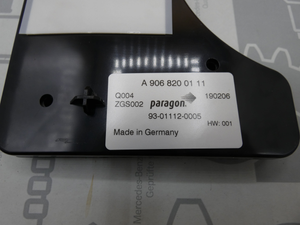 A 906 820 01 11
Q004 190206
ZGS002 paragon
93-01112-0005
HW: 001
Made in Germany